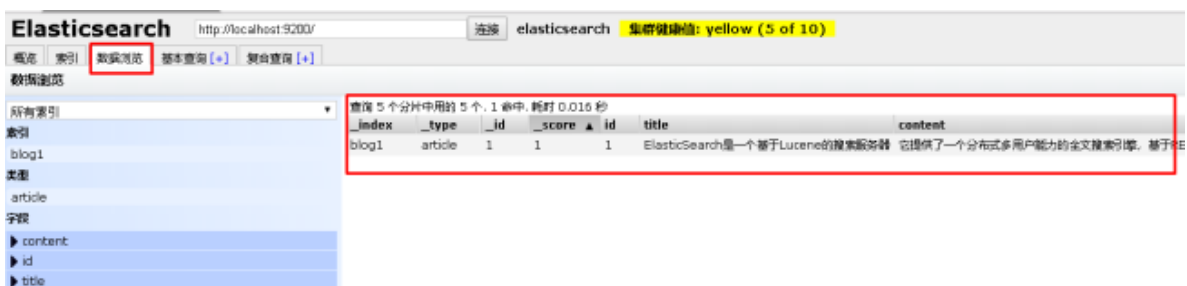 Elasticsearch http://localhost:9200/ 连接 elasticsearch 集群健康值: yellow (5 of 10)
概览 索引 数据浏览 基本查询 [+] 复合查询 [+]
数据浏览
所有索引
索引
blog1
类型
article
字段
content
id
title
查询 5 个分片中用的 5 个. 1 命中. 耗时 0.016 秒
_index _type _id _score ▲ id title content
blog1 article 1 1 1 ElasticSearch是一个基于Lucene的搜索服务器 它提供了一个分布式多用户能力的全文搜索引擎，基于RE